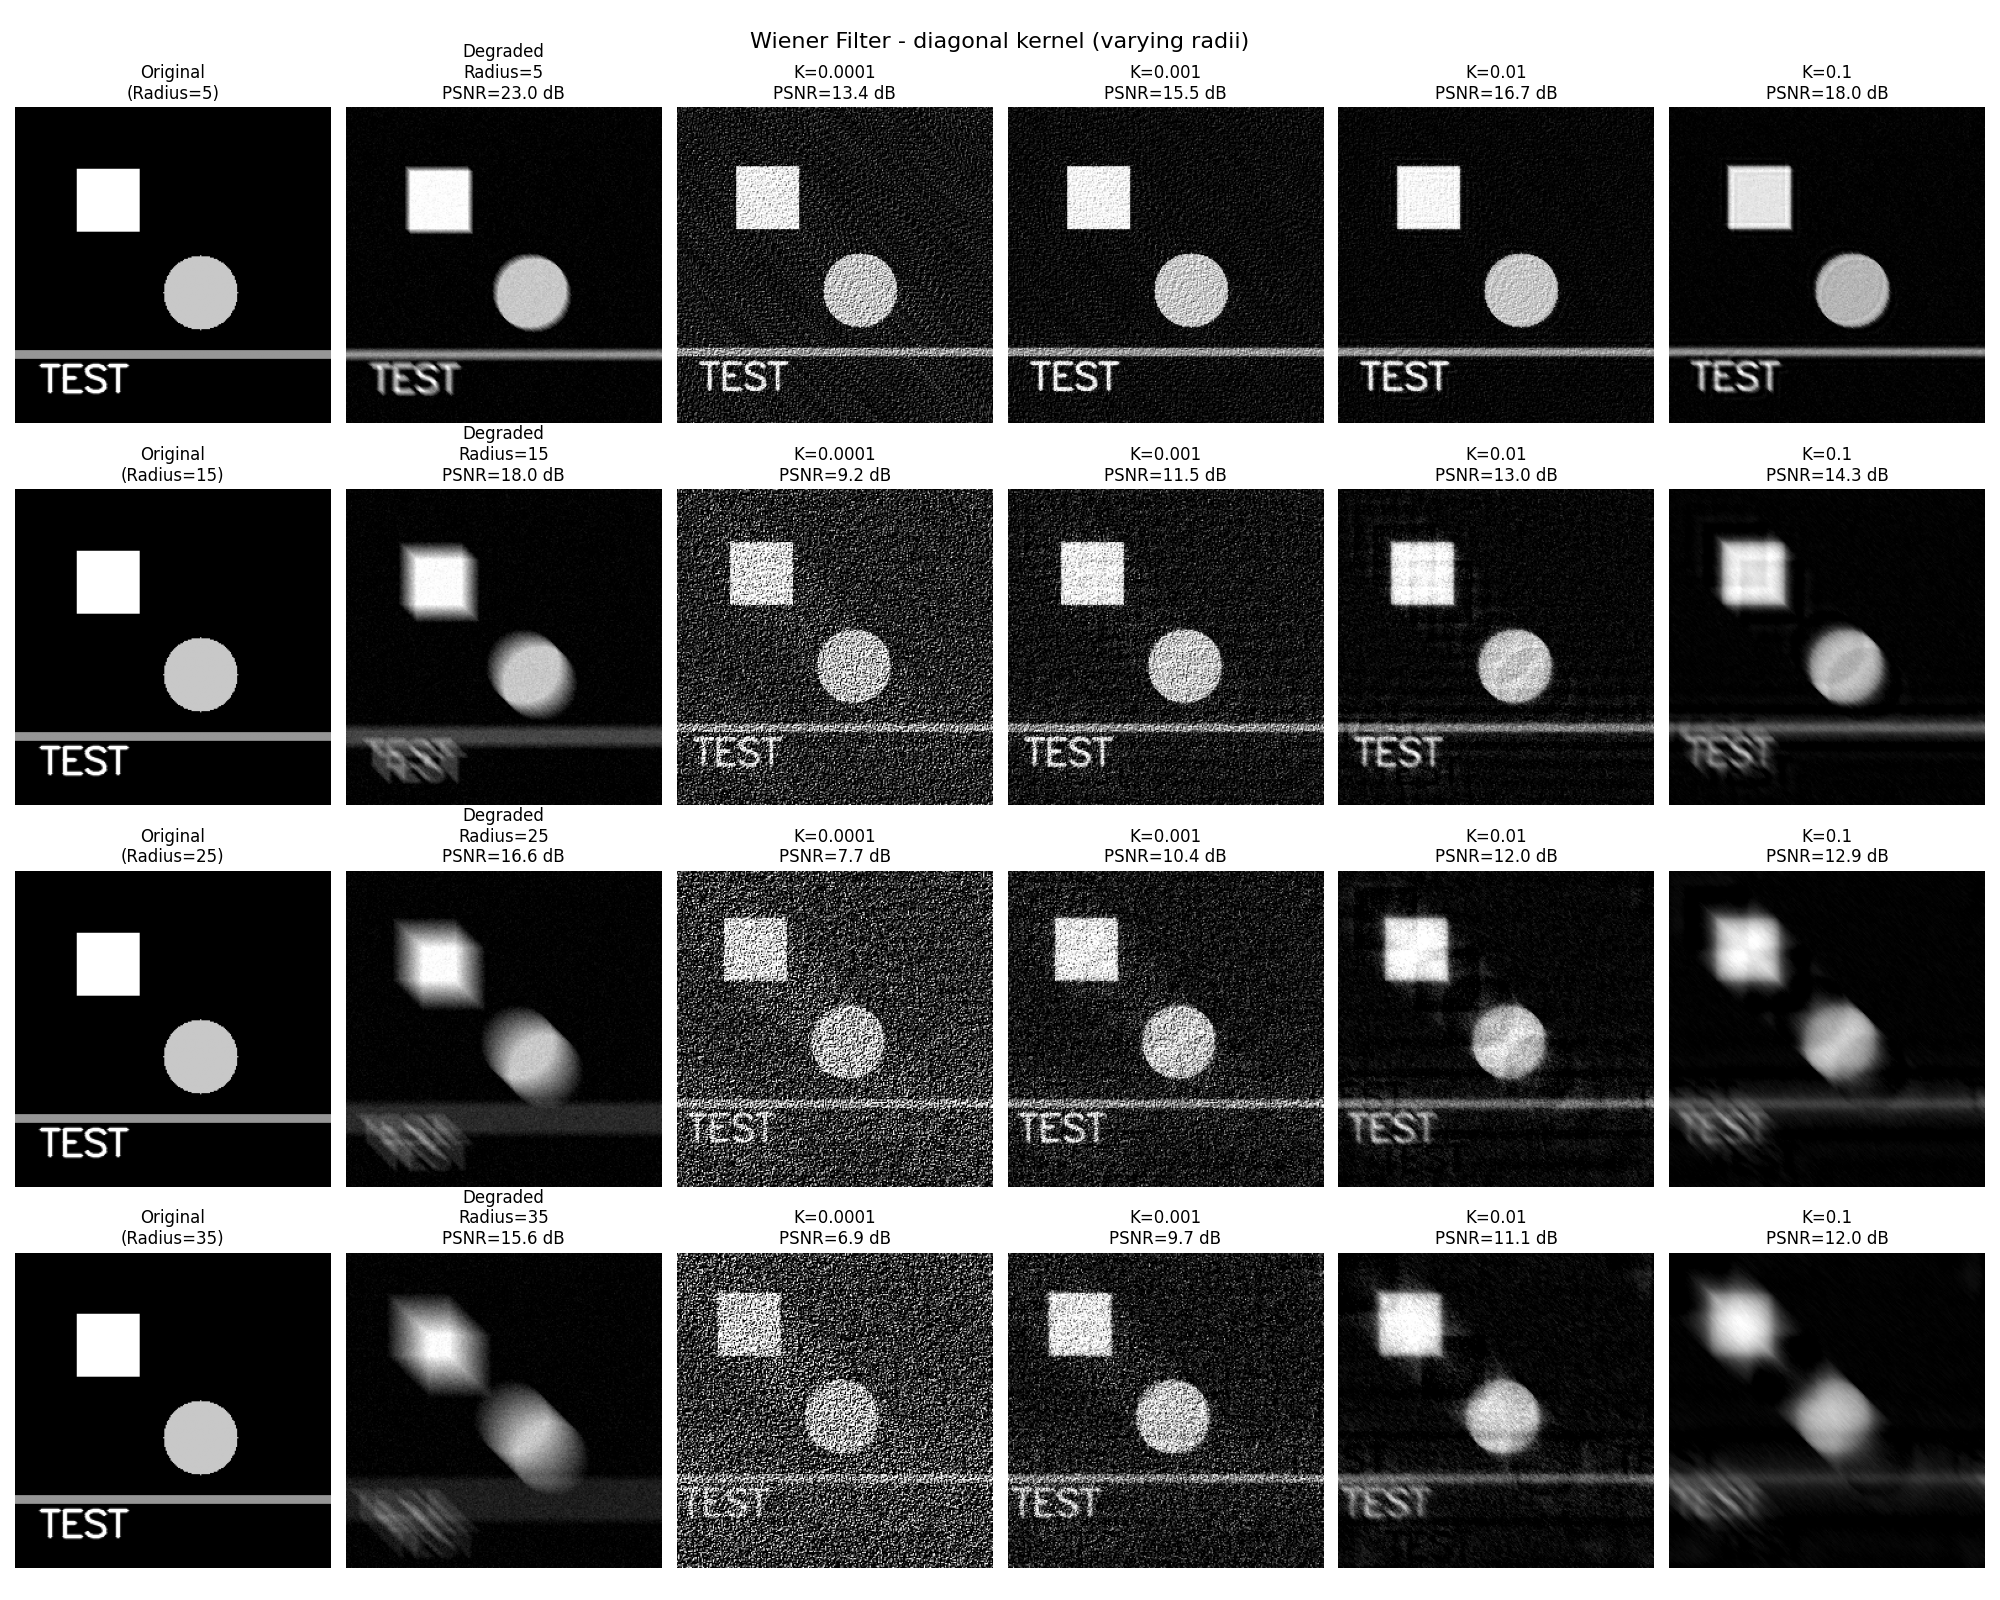 Wiener Filter - diagonal kernel (varying radii)
Original
(Radius=5)
Degraded
Radius=5
PSNR=23.0 dB
K=0.0001
PSNR=13.4 dB
K=0.001
PSNR=15.5 dB
K=0.01
PSNR=16.7 dB
K=0.1
PSNR=18.0 dB
TEST
TEST
TEST
TEST
TEST
TEST
Original
(Radius=15)
Degraded
Radius=15
PSNR=18.0 dB
K=0.0001
PSNR=9.2 dB
K=0.001
PSNR=11.5 dB
K=0.01
PSNR=13.0 dB
K=0.1
PSNR=14.3 dB
TEST
TEST
TEST
TEST
TEST
TEST
Original
(Radius=25)
Degraded
Radius=25
PSNR=16.6 dB
K=0.0001
PSNR=7.7 dB
K=0.001
PSNR=10.4 dB
K=0.01
PSNR=12.0 dB
K=0.1
PSNR=12.9 dB
TEST
TEST
TEST
TEST
TEST
Original
(Radius=35)
Degraded
Radius=35
PSNR=15.6 dB
K=0.0001
PSNR=6.9 dB
K=0.001
PSNR=9.7 dB
K=0.01
PSNR=11.1 dB
K=0.1
PSNR=12.0 dB
TEST
TEST
TEST
TEST